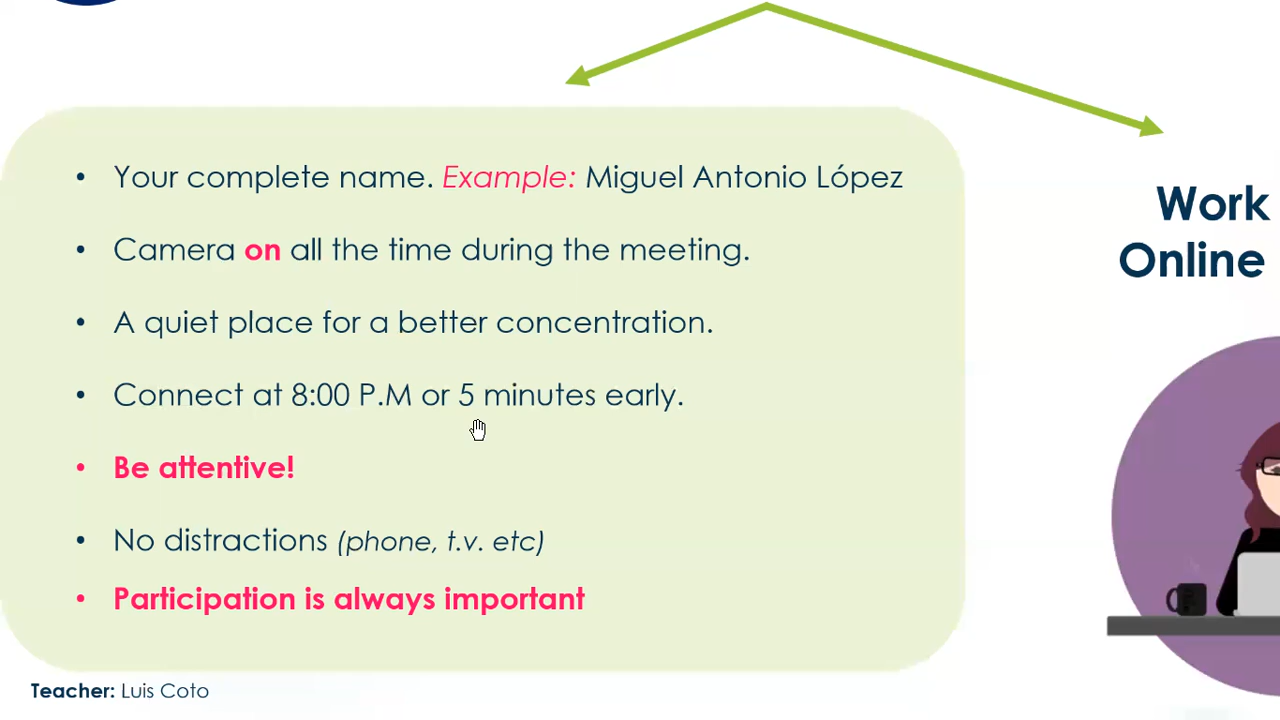 • Your complete name. Example: Miguel Antonio López
• Camera on all the time during the meeting.
• A quiet place for a better concentration.
• Connect at 8:00 P.M or 5 minutes early.
• Be attentive!
• No distractions (phone, t.v. etc)
• Participation is always important
Work
Online
Teacher: Luis Coto